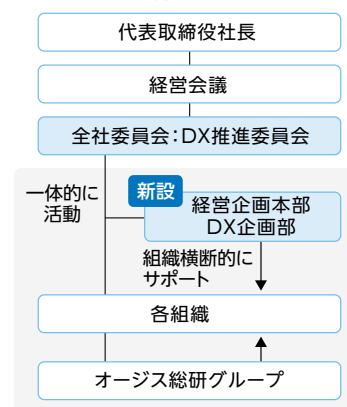 代表取締役社長
経営会議
全社委員会：DX推進委員会
一体的に
活動
新設
経営企画本部
DX企画部
組織横断的に
サポート
各組織
オージス総研グループ